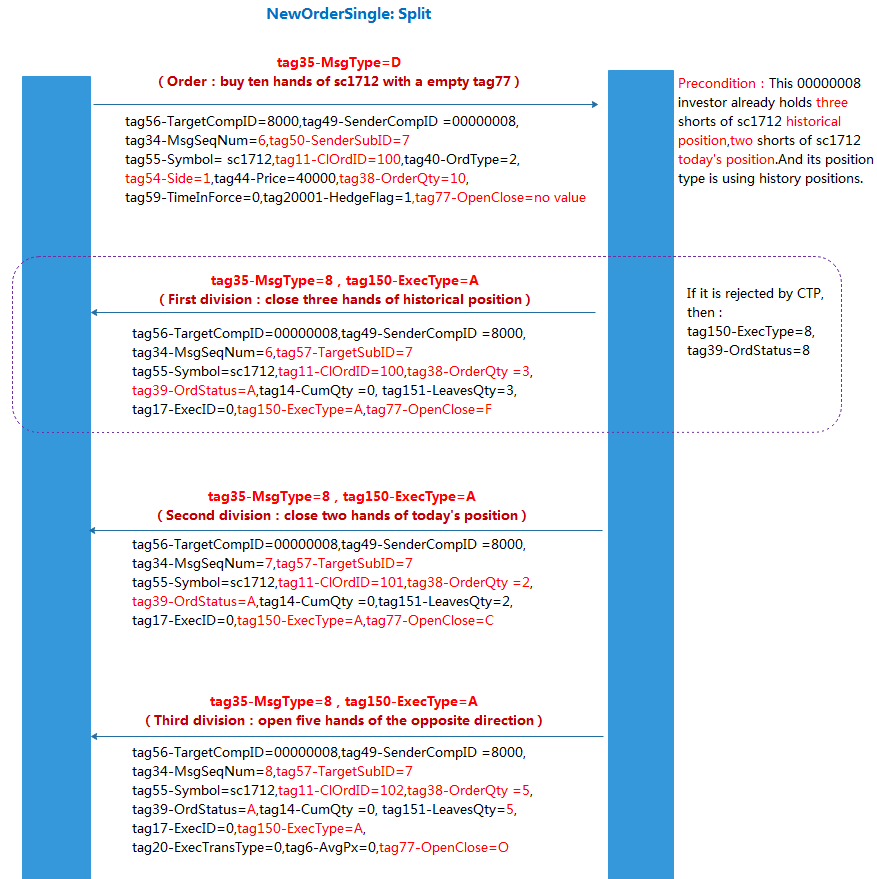 NewOrderSingle: Split
tag35-MsgType=D
（Order：buy ten hands of sc1712 with a empty tag77）
tag56-TargetCompID=8000,tag49-SenderCompID =00000008,
tag34-MsgSeqNum=6,tag50-SenderSubID=7
tag55-Symbol= sc1712,tag11-ClOrdID=100,tag40-OrdType=2,
tag54-Side=1,tag44-Price=40000,tag38-OrderQty=10,
tag59-TimeInForce=0,tag20001-HedgeFlag=1,tag77-OpenClose=no value
Precondition：This 00000008
investor already holds three
shorts of sc1712 historical
position,two shorts of sc1712
today's position.And its position
type is using history positions.
tag35-MsgType=8，tag150-ExecType=A
（First division：close three hands of historical position）
tag56-TargetCompID=00000008,tag49-SenderCompID =8000,
tag34-MsgSeqNum=6,tag57-TargetSubID=7
tag55-Symbol=sc1712,tag11-ClOrdID=100,tag38-OrderQty =3,
tag39-OrdStatus=A,tag14-CumQty =0, tag151-LeavesQty=3,
tag17-ExecID=0,tag150-ExecType=A,tag77-OpenClose=F
If it is rejected by CTP,
then：
tag150-ExecType=8,
tag39-OrdStatus=8
tag35-MsgType=8，tag150-ExecType=A
（Second division：close two hands of today's position）
tag56-TargetCompID=00000008,tag49-SenderCompID =8000,
tag34-MsgSeqNum=7,tag57-TargetSubID=7
tag55-Symbol=sc1712,tag11-ClOrdID=101,tag38-OrderQty =2,
tag39-OrdStatus=A,tag14-CumQty =0,tag151-LeavesQty=2,
tag17-ExecID=0,tag150-ExecType=A,tag77-OpenClose=C
tag35-MsgType=8，tag150-ExecType=A
（Third division：open five hands of the opposite direction）
tag56-TargetCompID=00000008,tag49-SenderCompID =8000,
tag34-MsgSeqNum=8,tag57-TargetSubID=7
tag55-Symbol=sc1712,tag11-ClOrdID=102,tag38-OrderQty =5,
tag39-OrdStatus=A,tag14-CumQty =0, tag151-LeavesQty=5,
tag17-ExecID=0,tag150-ExecType=A,
tag20-ExecTransType=0,tag6-AvgPx=0,tag77-OpenClose=O